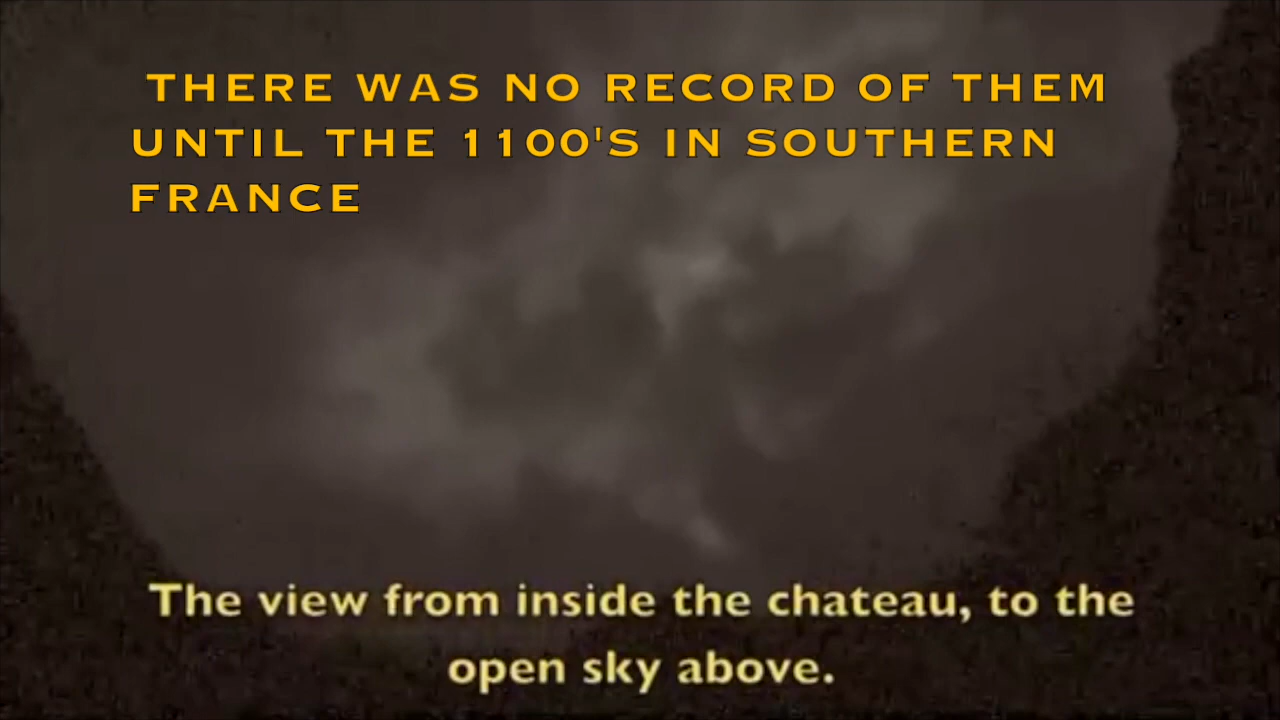 THERE WAS NO RECORD OF THEM
UNTIL THE 1100'S IN SOUTHERN
FRANCE
The view from inside the chateau, to the
open sky above.